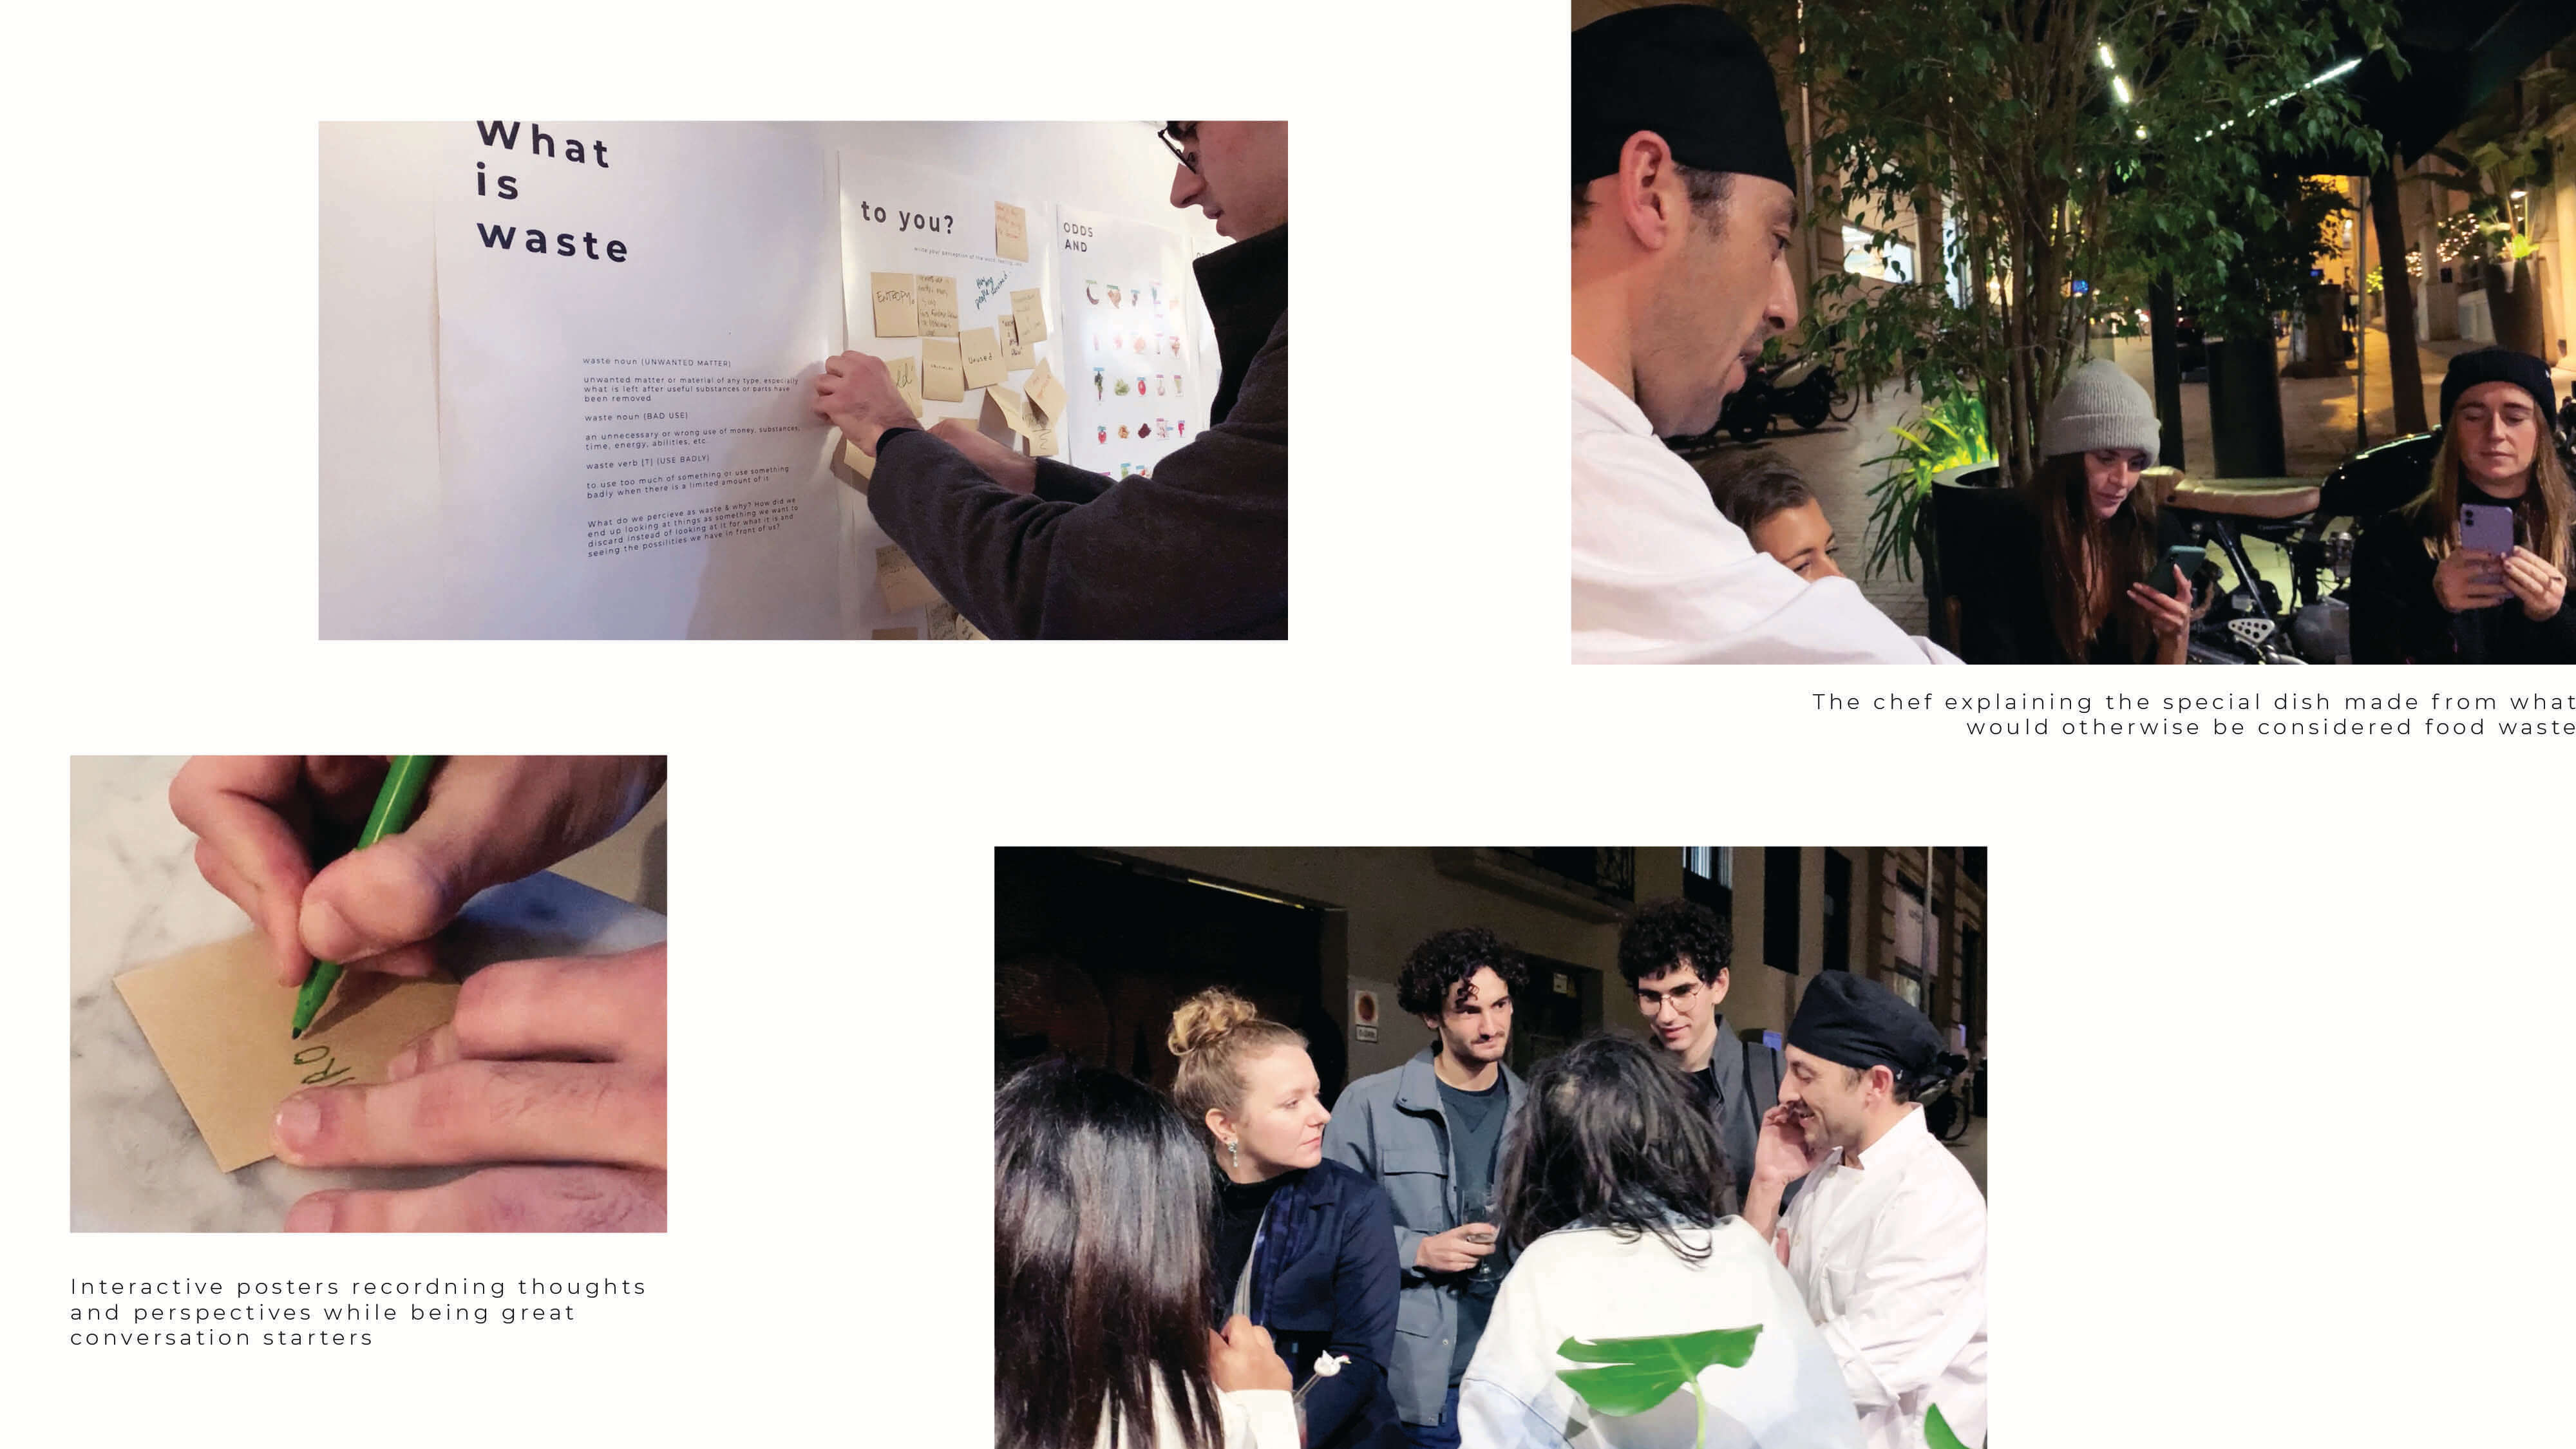 What
is
waste
waste noun (UNWANTED MATTER)
unwanted matter or material of any type, especially
what is left after useful substances or parts have
been removed
waste noun (BAD USE)
an unnecessary or wrong use of money, substances,
time, energy, abilities, etc.
waste verb [T] (USE BADLY)
to use too much of something or use something
badly when there is a limited amount of it
What do we percieve as waste & why? How did we
end up looking at things as something we want to
discard instead of looking at it for what it is and
seeing the possilities we have in front of us?
to you?
ENTROPY
Unused
ODDS
AND
The chef explaining the special dish made from what
would otherwise be considered food waste
Interactive posters recordning thoughts
and perspectives while being great
conversation starters